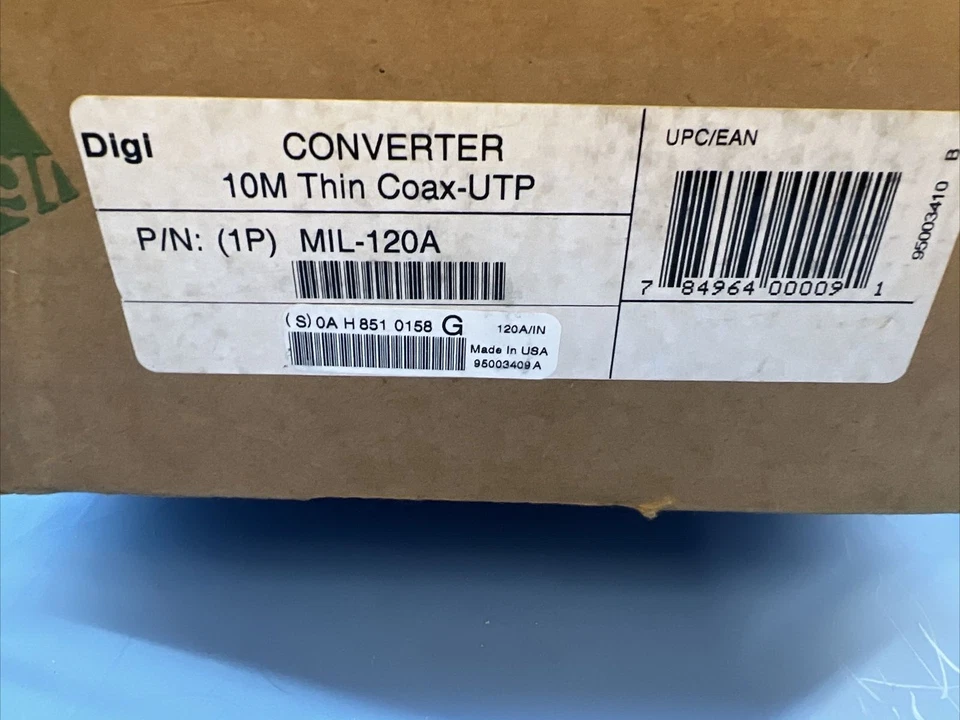 Digi
CONVERTER
10M Thin Coax-UTP
P/N: (1P) MIL-120A
(S) 0A H 851 0158 G
120A/IN
Made In USA
95003409 A
UPC/EAN
7 84964 00009 1
95003410 B